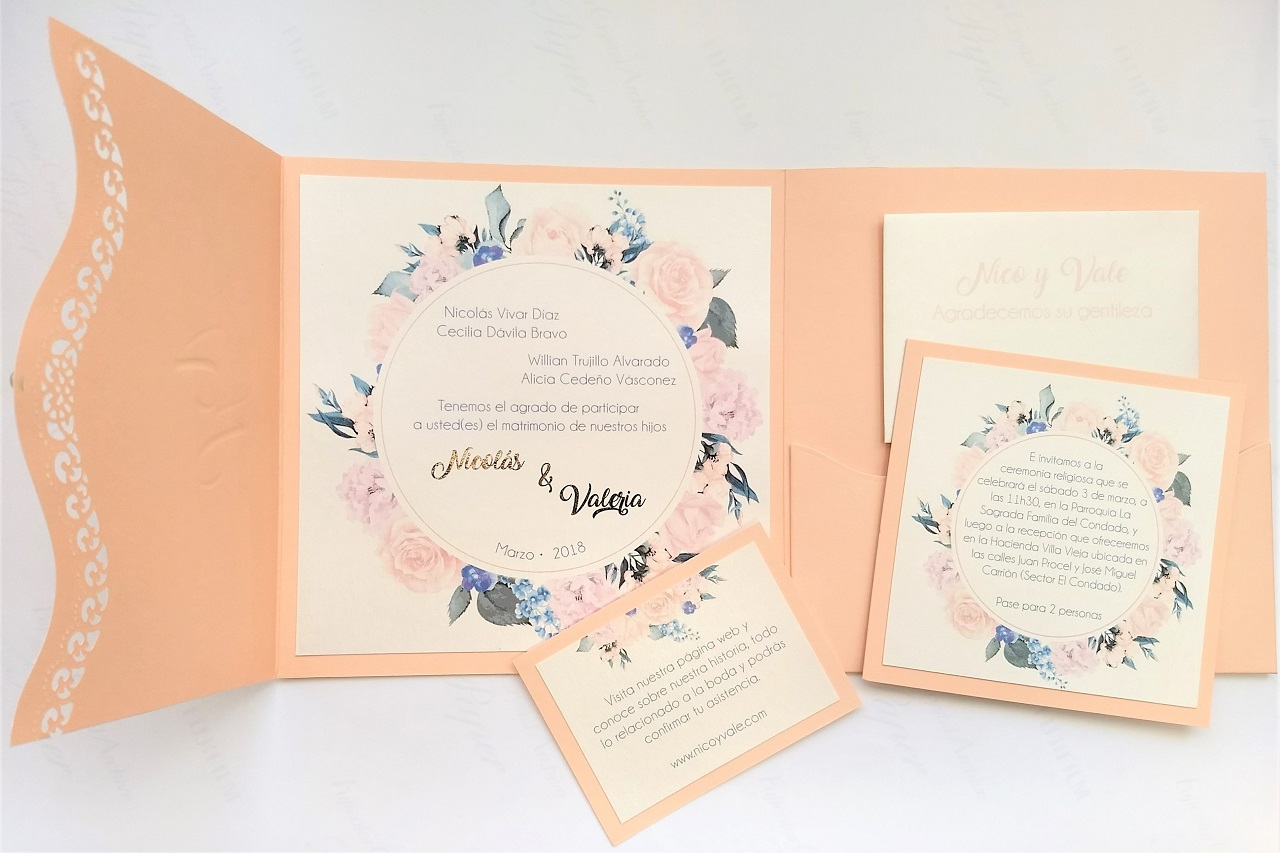 Nicolás Vivar Díaz
Cecilia Dávila Bravo
Willian Trujillo Alvarado
Alicia Cedeño Vásconez
Tenemos el agrado de participar
a usted(es) el matrimonio de nuestros hijos
Nicolás
&
Valeria
Marzo · 2018
Nico y Vale
Agradecemos su gentileza
E invitamos a la
ceremonia religiosa que se
celebrará el sábado 3 de marzo, a
las 11h30, en la Parroquia La
Sagrada Familia del Condado, y
luego a la recepción que ofreceremos
en la Hacienda Villa Vieja ubicada en
las calles Juan Procel y José Miguel
Carrión (Sector El Condado).
Pase para 2 personas
Visita nuestra página web y
conoce sobre nuestra historia, todo
lo relacionado a la boda y podrás
confirmar tu asistencia.
www.nicoyvale.com